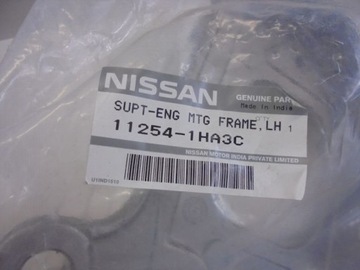 NISSAN
GENUINE PARTS
Made in India
SUPT-ENG MTG FRAME,LH 1
11254-1HA3C
NISSAN MOTOR INDIA PRIVATE LIMITED